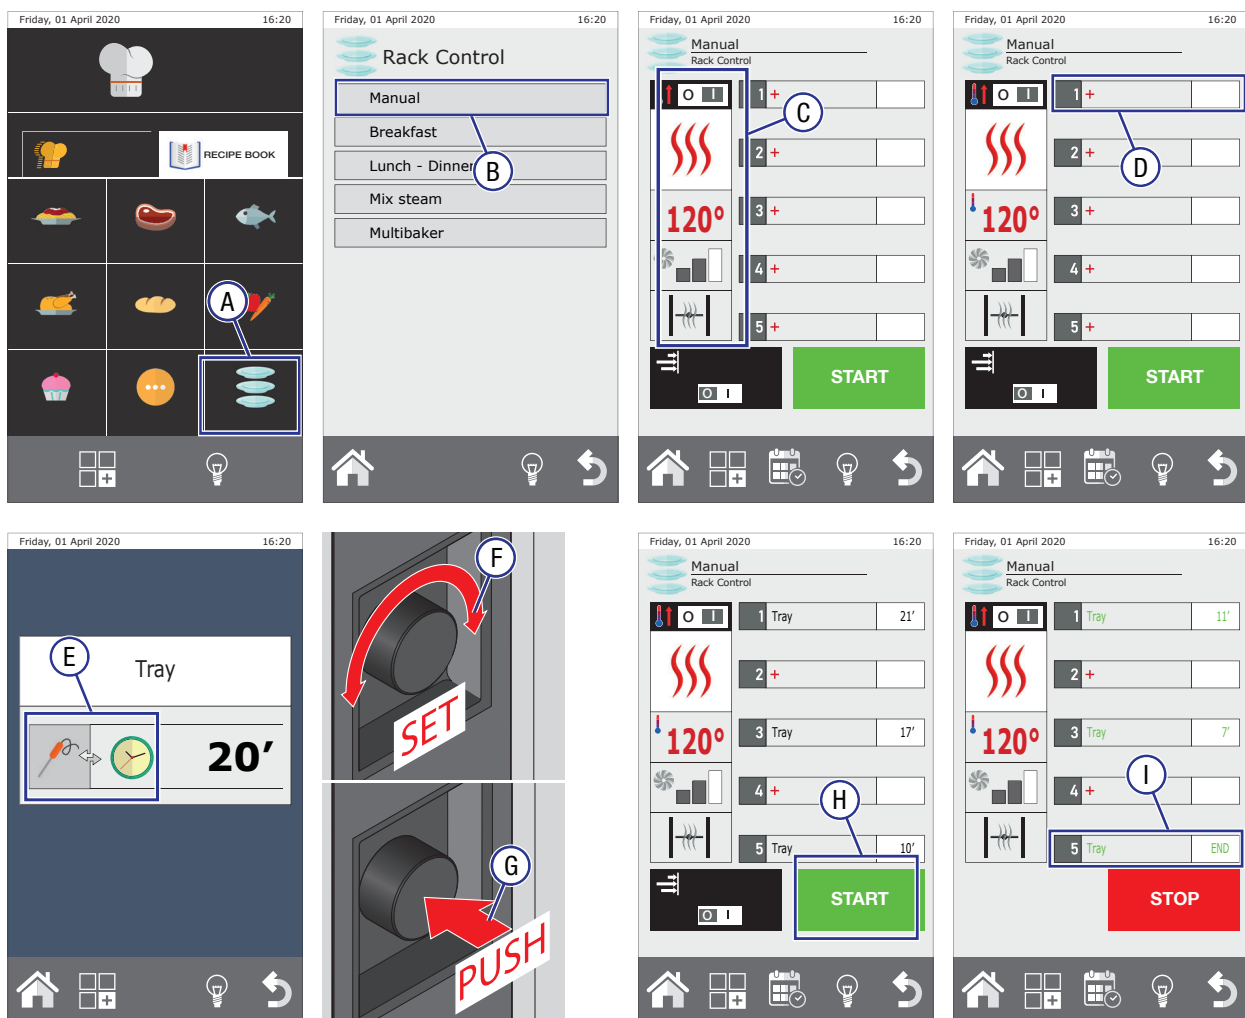 Friday, 01 April 2020 16:20
RECIPE BOOK
A
Friday, 01 April 2020 16:20
Rack Control
Manual
Breakfast
Lunch - Dinner
Mix steam
Multibaker
B
Friday, 01 April 2020 16:20
Manual
Rack Control
O I
1 +
C
2 +
120°
3 +
4 +
5 +
O I
START
Friday, 01 April 2020 16:20
Manual
Rack Control
O I
1 +
D
2 +
120°
3 +
4 +
5 +
O I
START
Friday, 01 April 2020 16:20
E
Tray
20’
F
SET
G
PUSH
Friday, 01 April 2020 16:20
Manual
Rack Control
O I
1 Tray 21’
2 +
120°
3 Tray 17’
4 +
H
5 Tray 10’
O I
START
Friday, 01 April 2020 16:20
Manual
Rack Control
O I
1 Tray 11’
2 +
120°
3 Tray 7’
I
4 +
5 Tray END
STOP